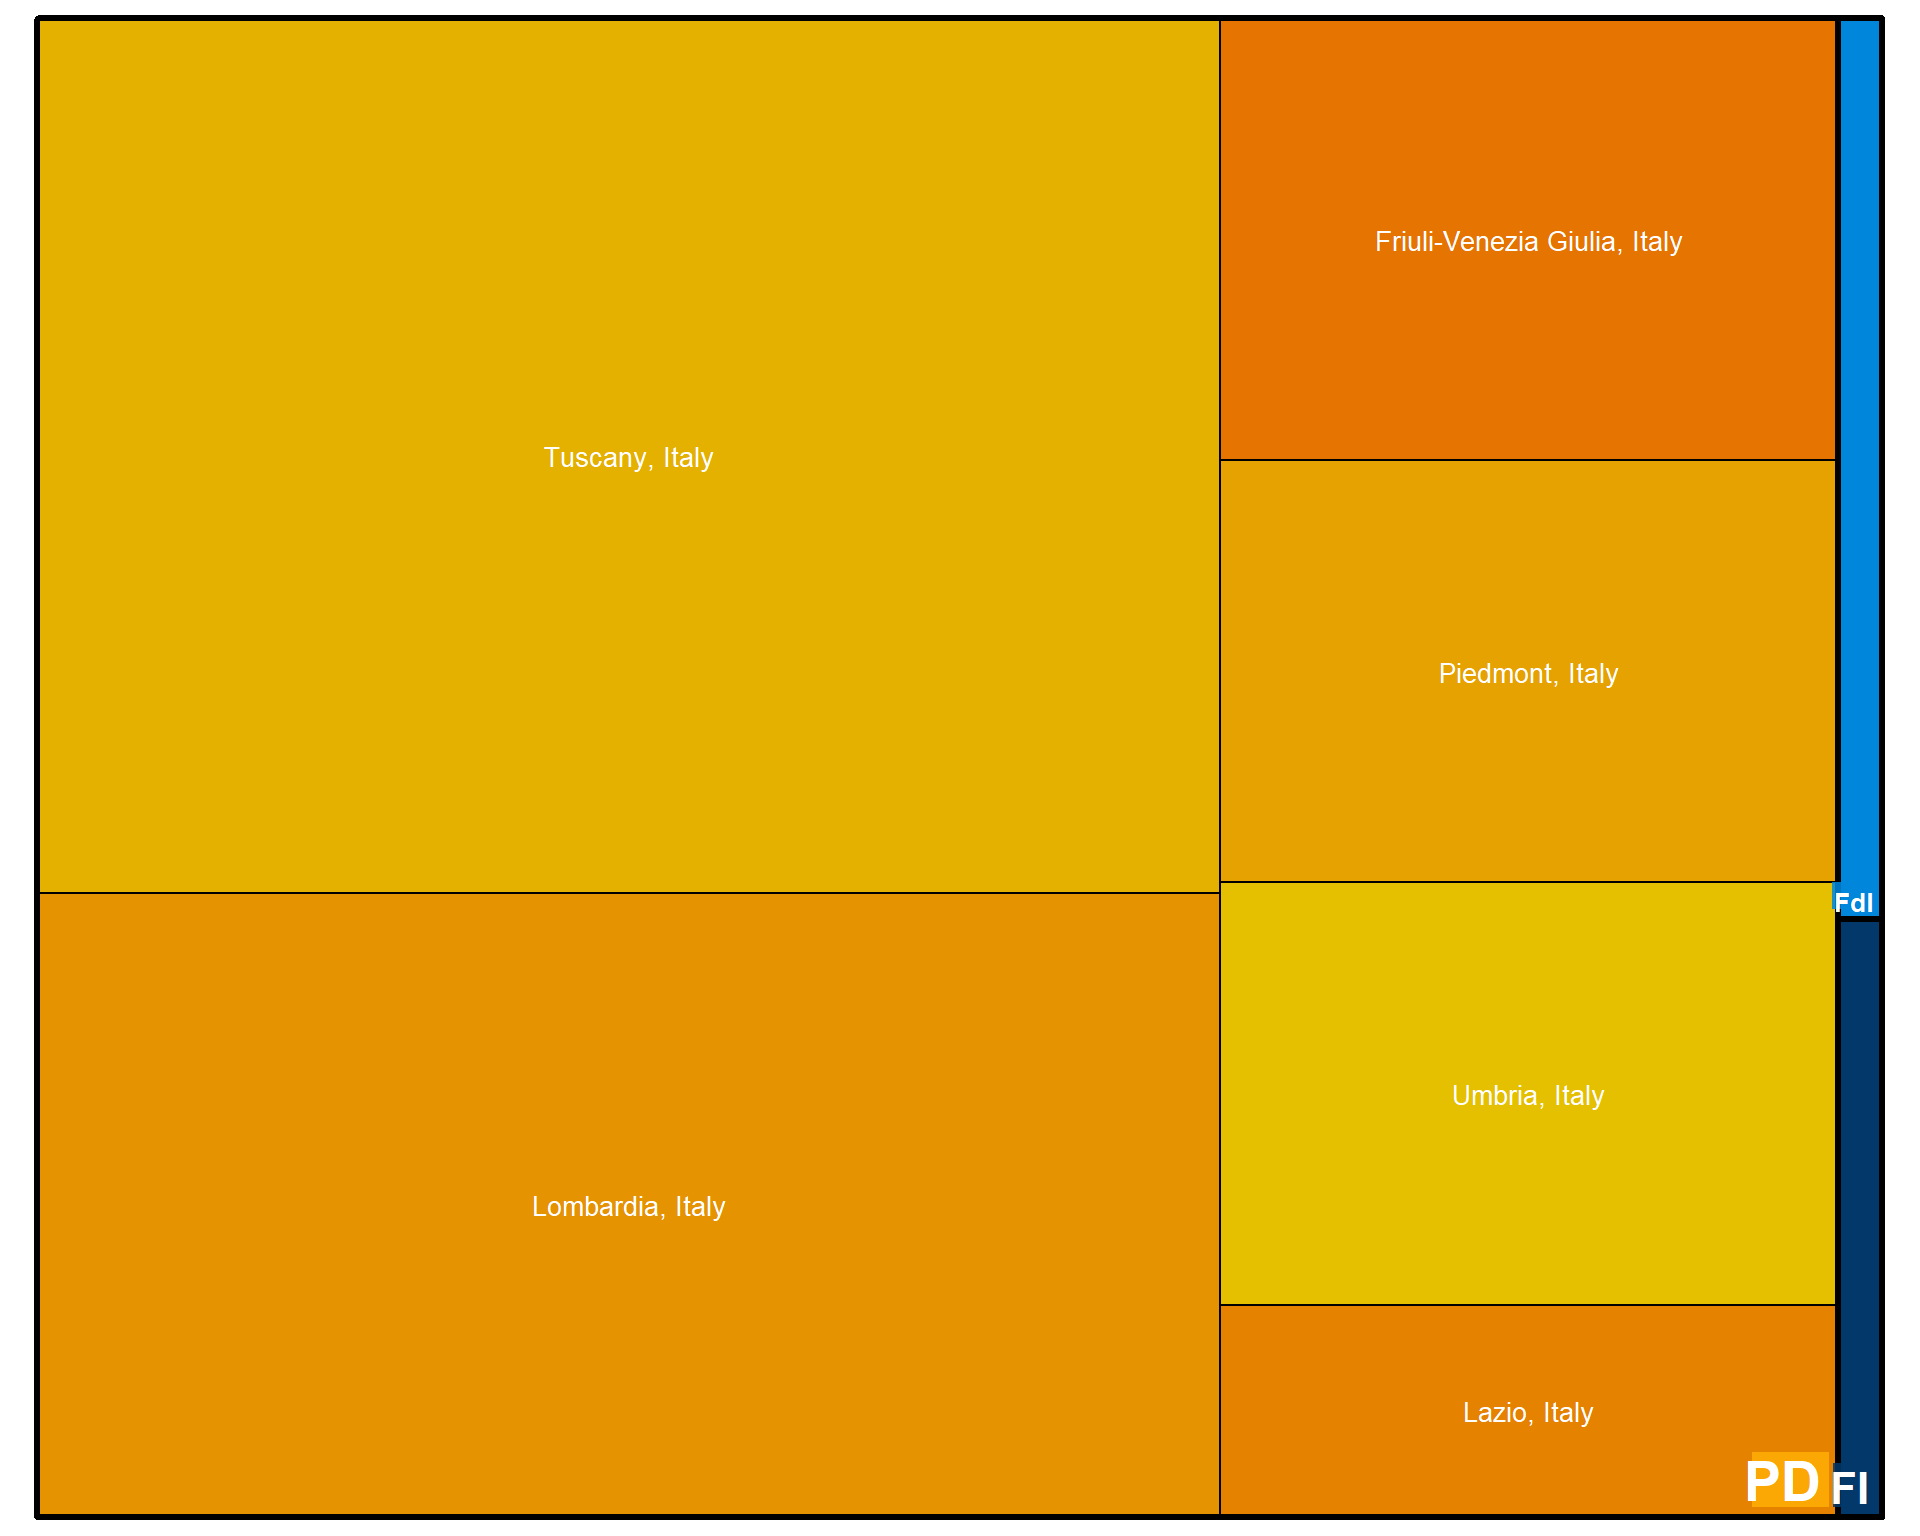 Tuscany, Italy
Lombardia, Italy
Friuli-Venezia Giulia, Italy
Piedmont, Italy
Umbria, Italy
Lazio, Italy
PD
FdI
FI